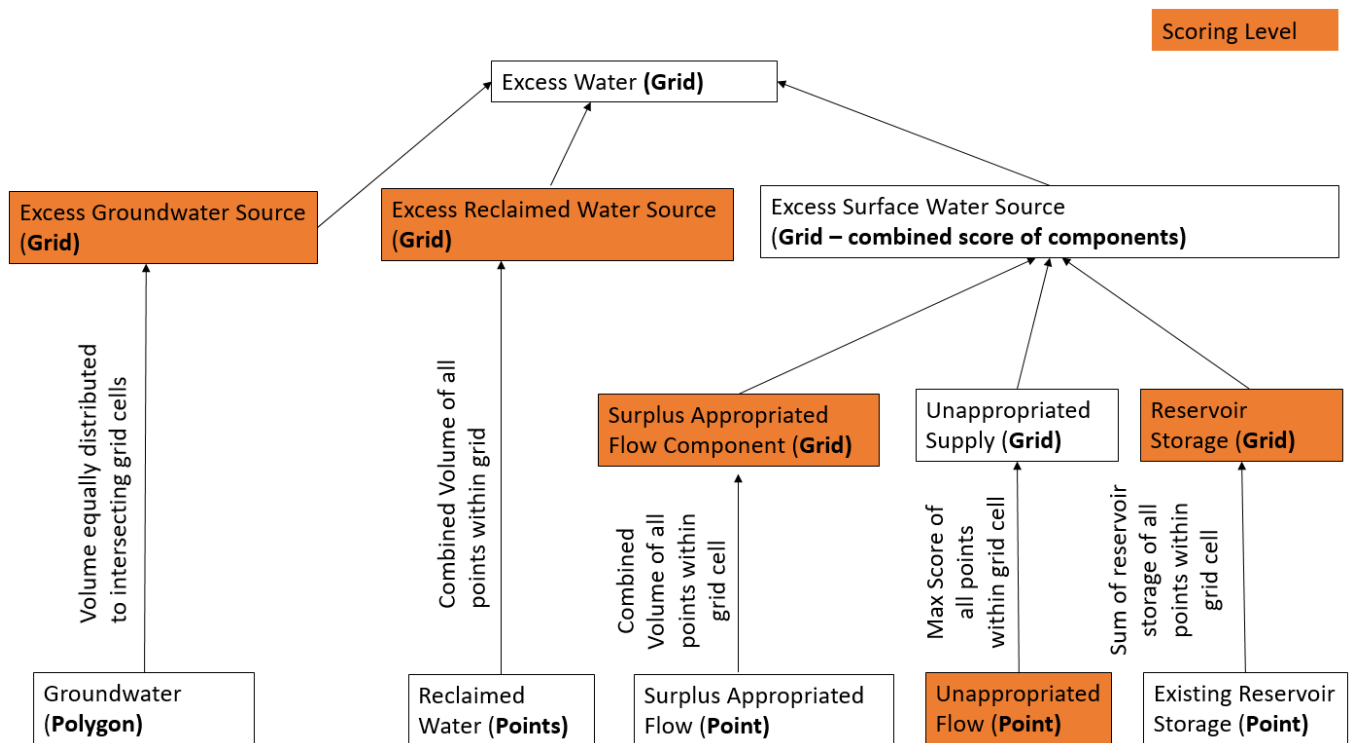 Scoring Level
Excess Water (Grid)
Excess Groundwater Source
(Grid)
Excess Reclaimed Water Source
(Grid)
Excess Surface Water Source
(Grid – combined score of components)
Volume equally distributed
to intersecting grid cells
Combined Volume of all
points within grid
Surplus Appropriated
Flow Component (Grid)
Unappropriated
Supply (Grid)
Reservoir
Storage (Grid)
Combined
Volume of all
points within
grid cell
Max Score of
all points
within grid cell
Sum of reservoir
storage of all
points within
grid cell
Groundwater
(Polygon)
Reclaimed
Water (Points)
Surplus Appropriated
Flow (Point)
Unappropriated
Flow (Point)
Existing Reservoir
Storage (Point)